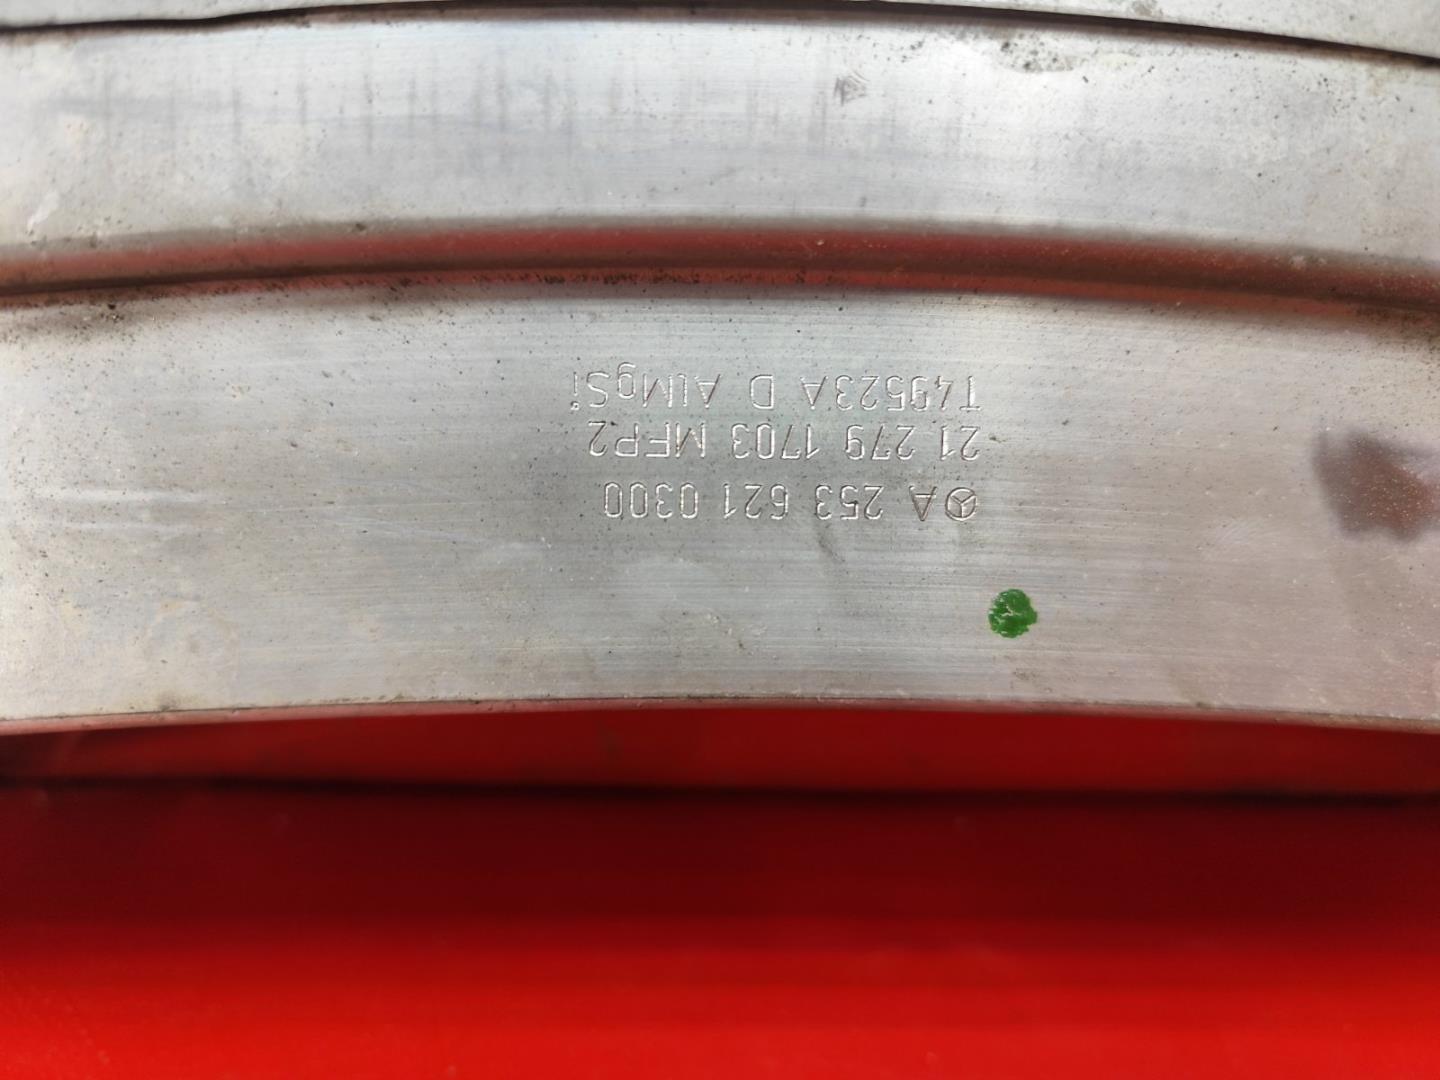 A 253 621 0300
21.279 1703 MFP2
T49523A D AlMgSi